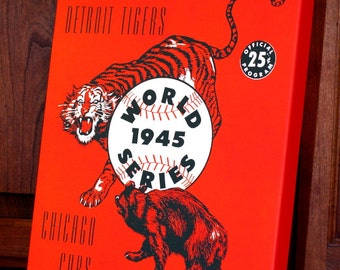 DETROIT TIGERS
OFFICIAL
25¢
PROGRAM
WORLD
1945
SERIES
CHICAGO
CUBS